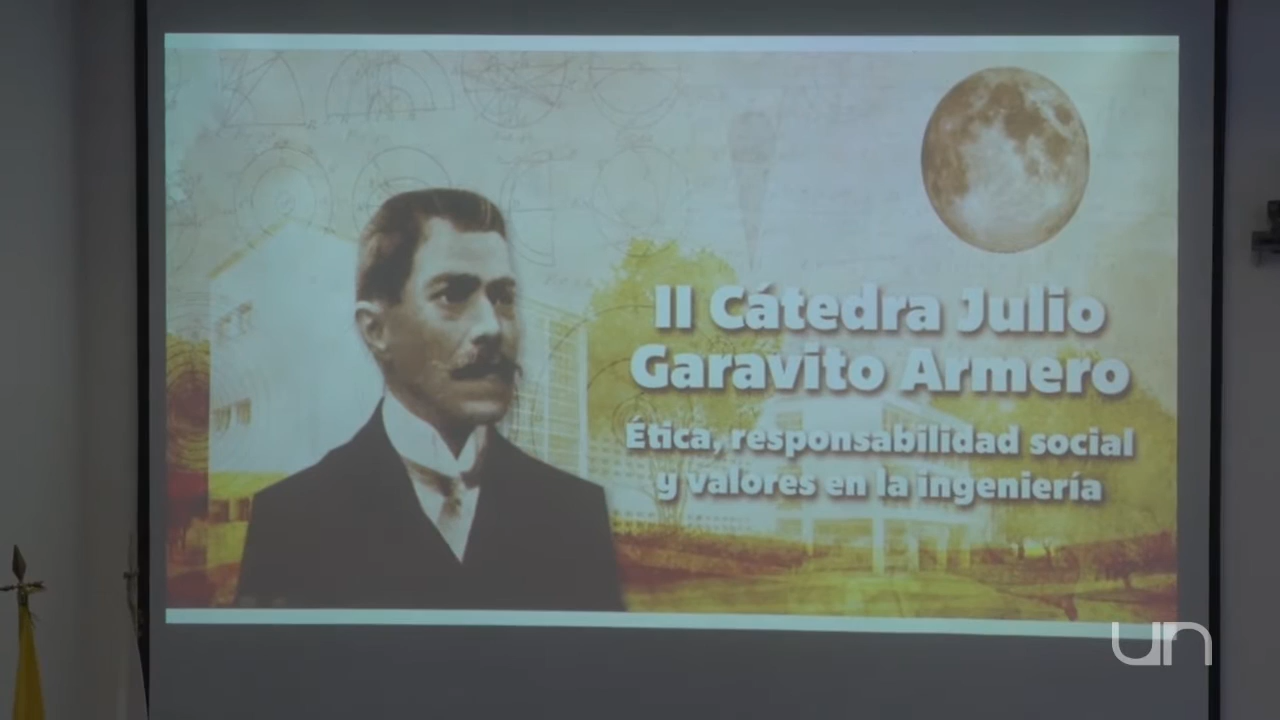 II Cátedra Julio
Garavito Armero
Ética, responsabilidad social
y valores en la ingeniería
un